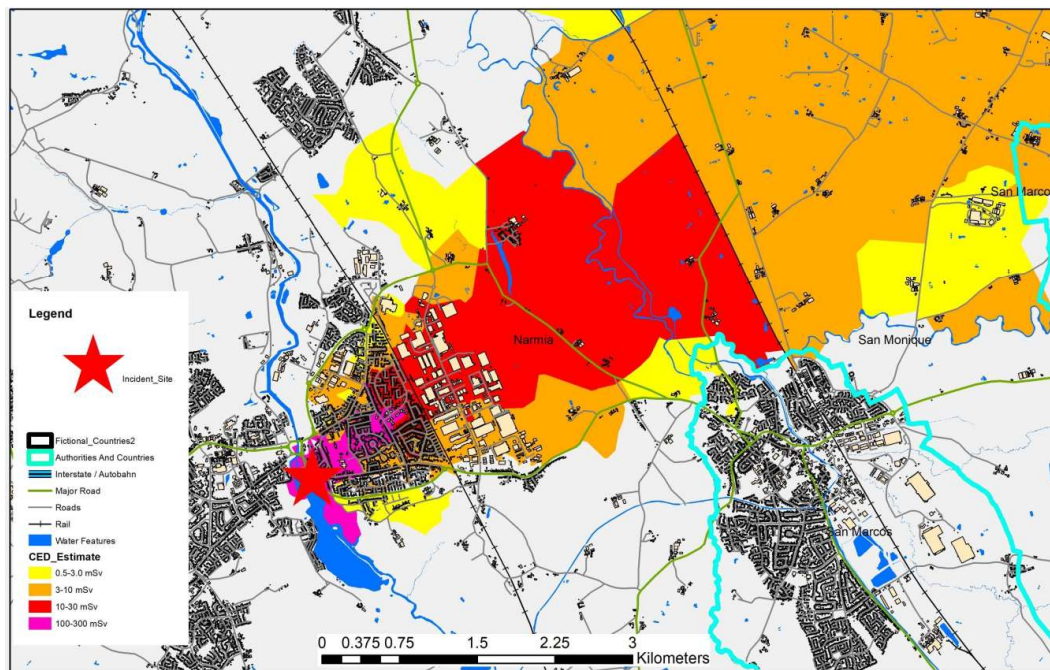 San Marco
Narmia
San Monique
San Marcos
Legend
Incident_Site
Fictional_Countries2
Authorities And Countries
Interstate / Autobahn
Major Road
Roads
Rail
Water Features
CED_Estimate
0.5-3.0 mSv
3-10 mSv
10-30 mSv
100-300 mSv
0 0.375 0.75 1.5 2.25 3
Kilometers